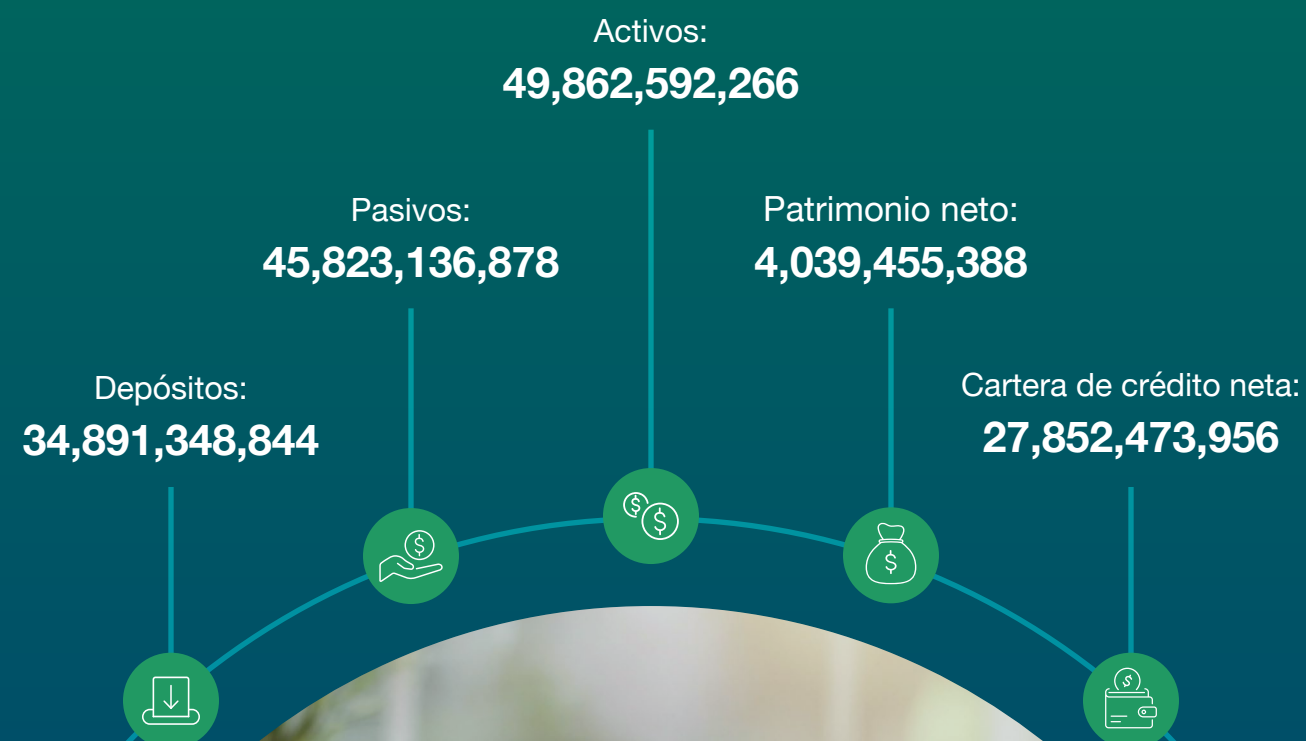 Activos:
49,862,592,266
Pasivos:
45,823,136,878
Patrimonio neto:
4,039,455,388
Depósitos:
34,891,348,844
Cartera de crédito neta:
27,852,473,956